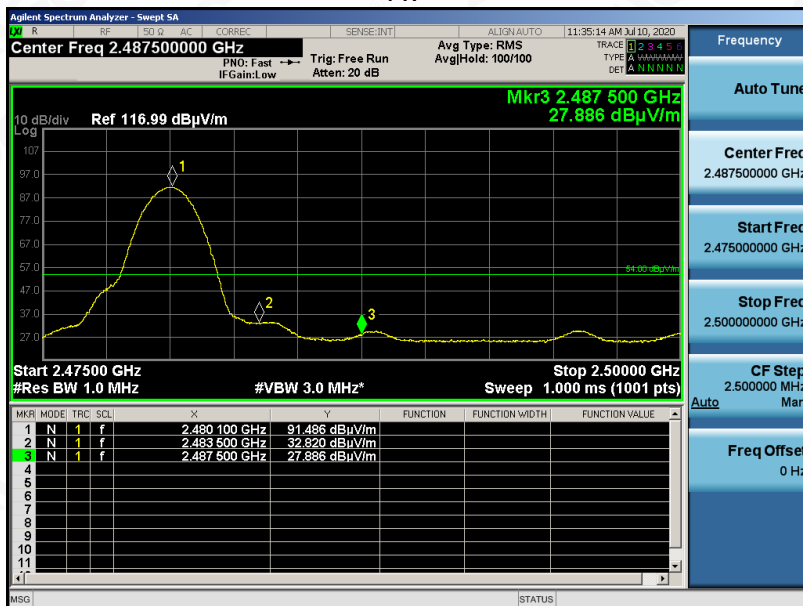 Agilent Spectrum Analyzer - Swept SA
LXI R RF 50 Ω AC CORREC SENSE:INT ALIGN AUTO 11:35:14 AM Jul 10, 2020
Center Freq 2.487500000 GHz
PNO: Fast
IFGain:Low
Trig: Free Run
Atten: 20 dB
Avg Type: RMS
Avg|Hold: 100/100
TRACE 1 2 3 4 5 6
TYPE A WWWWW
DET A N N N N N
Mkr3 2.487 500 GHz
27.886 dBµV/m
10 dB/div Ref 116.99 dBµV/m
Log
107
97.0
87.0
77.0
67.0
57.0
47.0
37.0
27.0
1
2
3
54.00 dBµV/m
Start 2.47500 GHz Stop 2.50000 GHz
#Res BW 1.0 MHz #VBW 3.0 MHz* Sweep 1.000 ms (1001 pts)
MKR MODE TRC SCL X Y FUNCTION FUNCTION WIDTH FUNCTION VALUE
1 N 1 f 2.480 100 GHz 91.486 dBµV/m
2 N 1 f 2.483 500 GHz 32.820 dBµV/m
3 N 1 f 2.487 500 GHz 27.886 dBµV/m
4
5
6
7
8
9
10
11
MSG STATUS
Frequency
Auto Tune
Center Freq
2.487500000 GHz
Start Freq
2.475000000 GHz
Stop Freq
2.500000000 GHz
CF Step
2.500000 MHz
Auto Man
Freq Offset
0 Hz